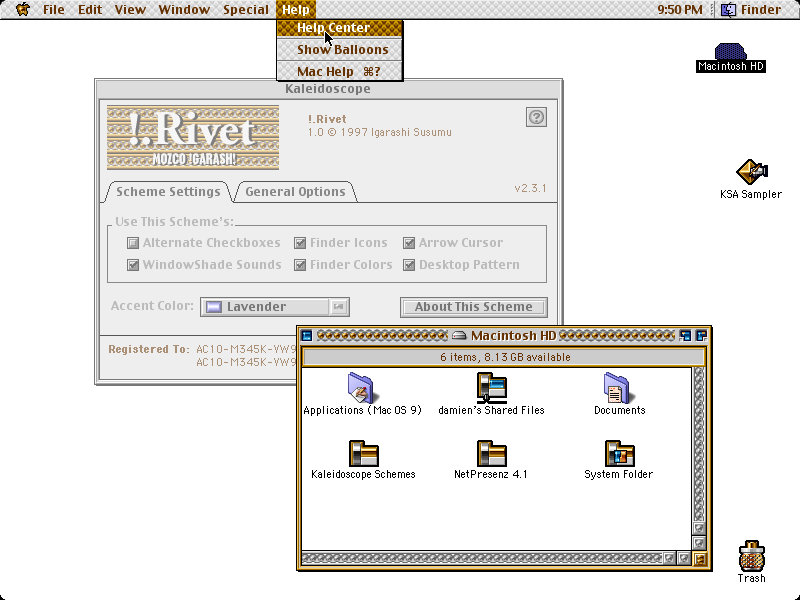 File Edit View Window Special Help 9:50 PM Finder
Help Center
Show Balloons
Mac Help ⌘?
Macintosh HD
Kaleidoscope
!.Rivet
MOZCO !GARASH!
!.Rivet
1.0 © 1997 Igarashi Susumu
KSA Sampler
Scheme Settings General Options v2.3.1
Use This Scheme's:
Alternate Checkboxes Finder Icons Arrow Cursor
WindowShade Sounds Finder Colors Desktop Pattern
Accent Color: Lavender About This Scheme
Registered To: AC10-M345K-YW9
AC10-M345K-YW9
Macintosh HD
6 items, 8.13 GB available
Applications (Mac OS 9) damien's Shared Files Documents
Kaleidoscope Schemes NetPresenz 4.1 System Folder
Trash